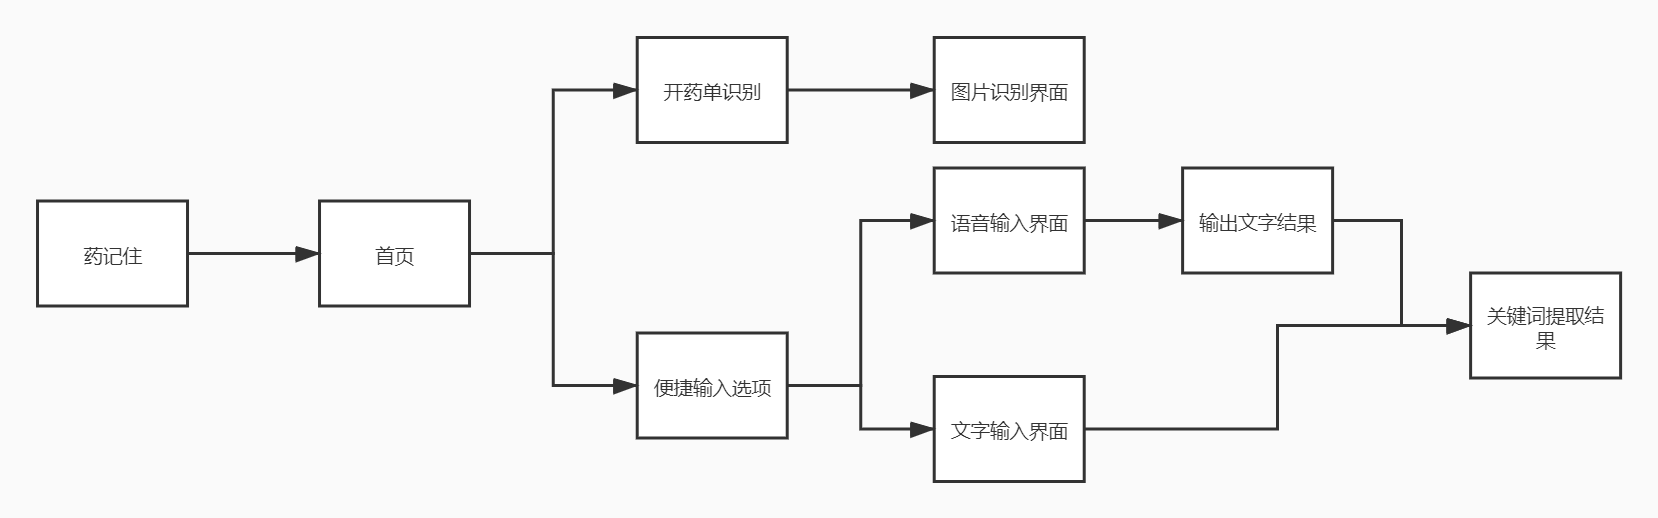 开药单识别
图片识别界面
药记住
首页
语音输入界面
输出文字结果
关键词提取结
果
便捷输入选项
文字输入界面